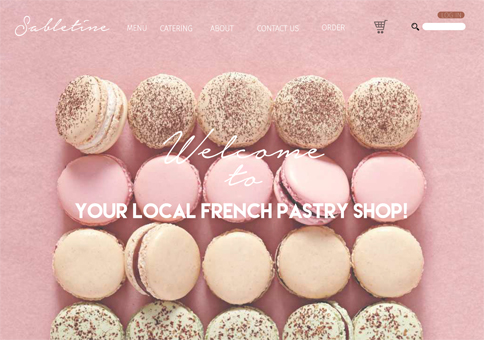 Sabletine
MENU CATERING ABOUT CONTACT US ORDER
LOG IN
Welcome
to
YOUR LOCAL FRENCH PASTRY SHOP!